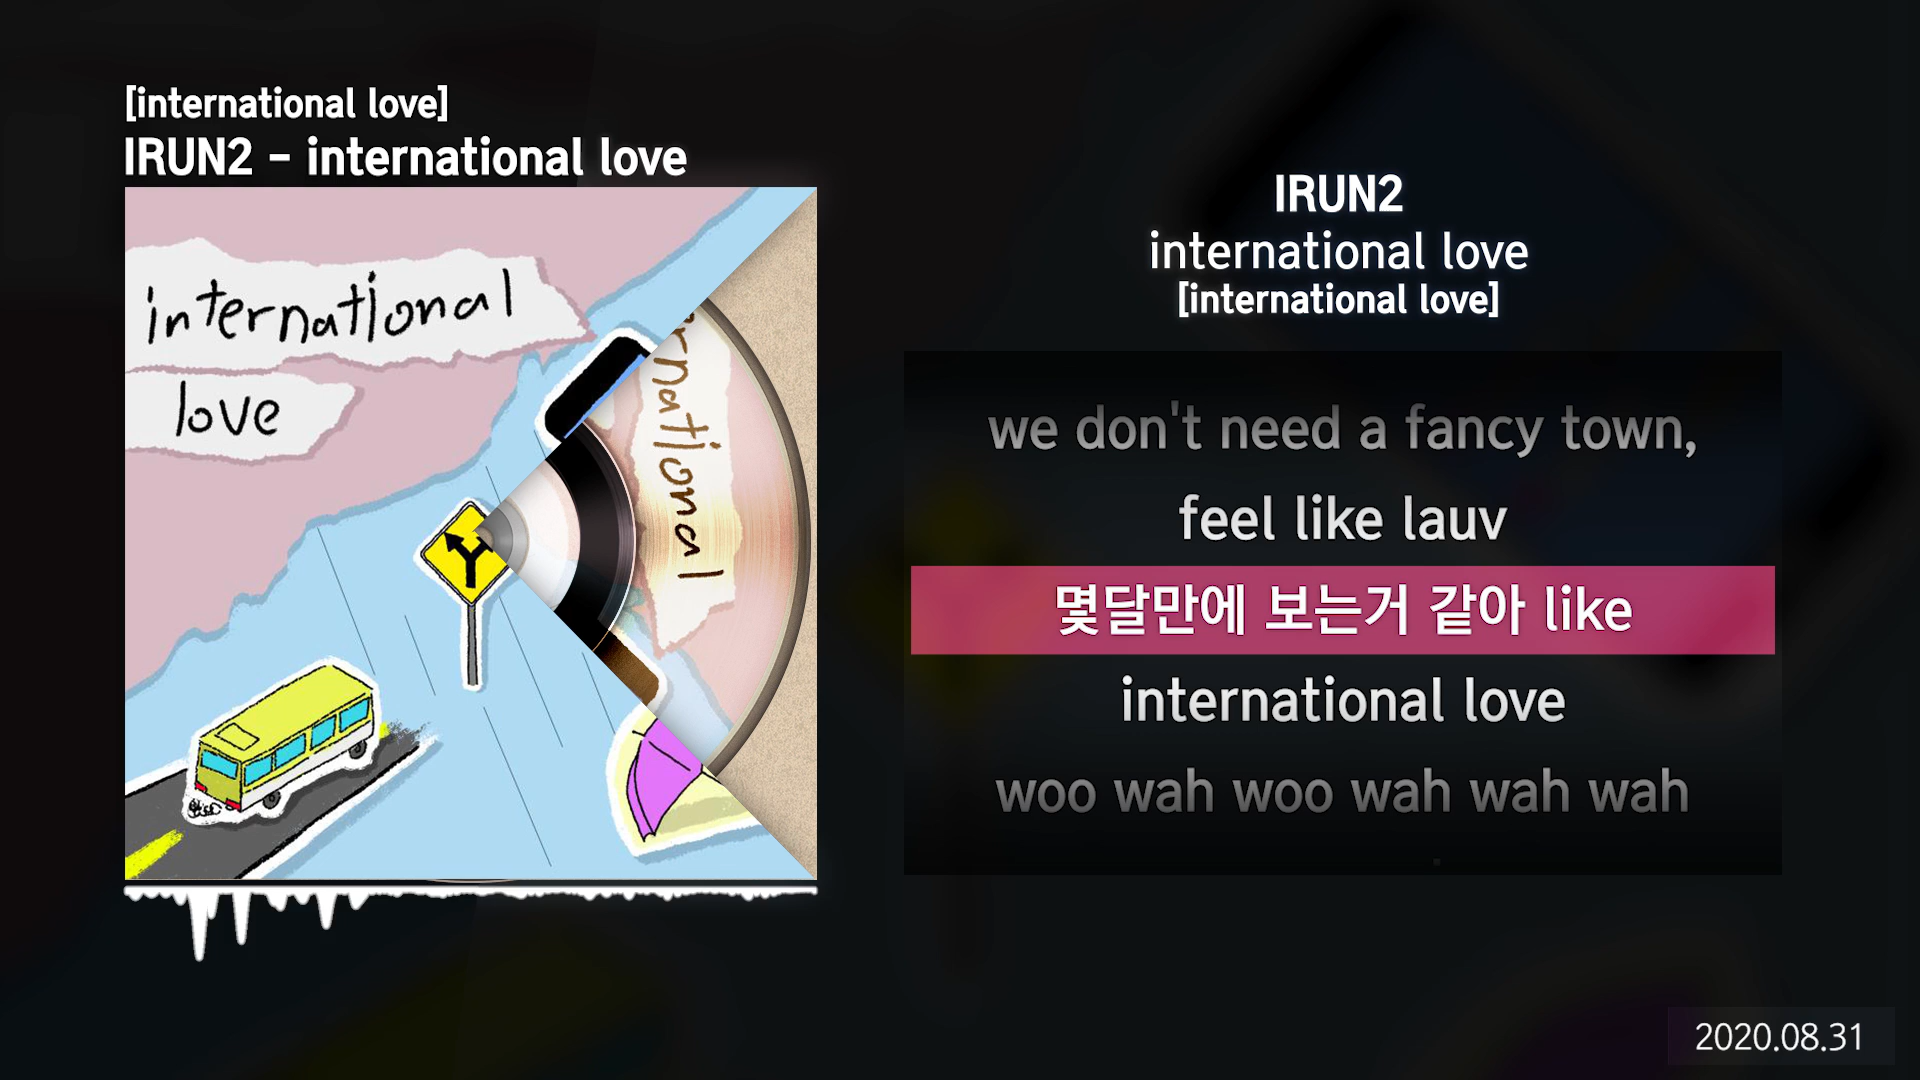 [international love]
IRUN2 - international love
international
love
IRUN2
international love
[international love]
we don't need a fancy town,
feel like lauv
몇달만에 보는거 같아 like
international love
woo wah woo wah wah wah
2020.08.31